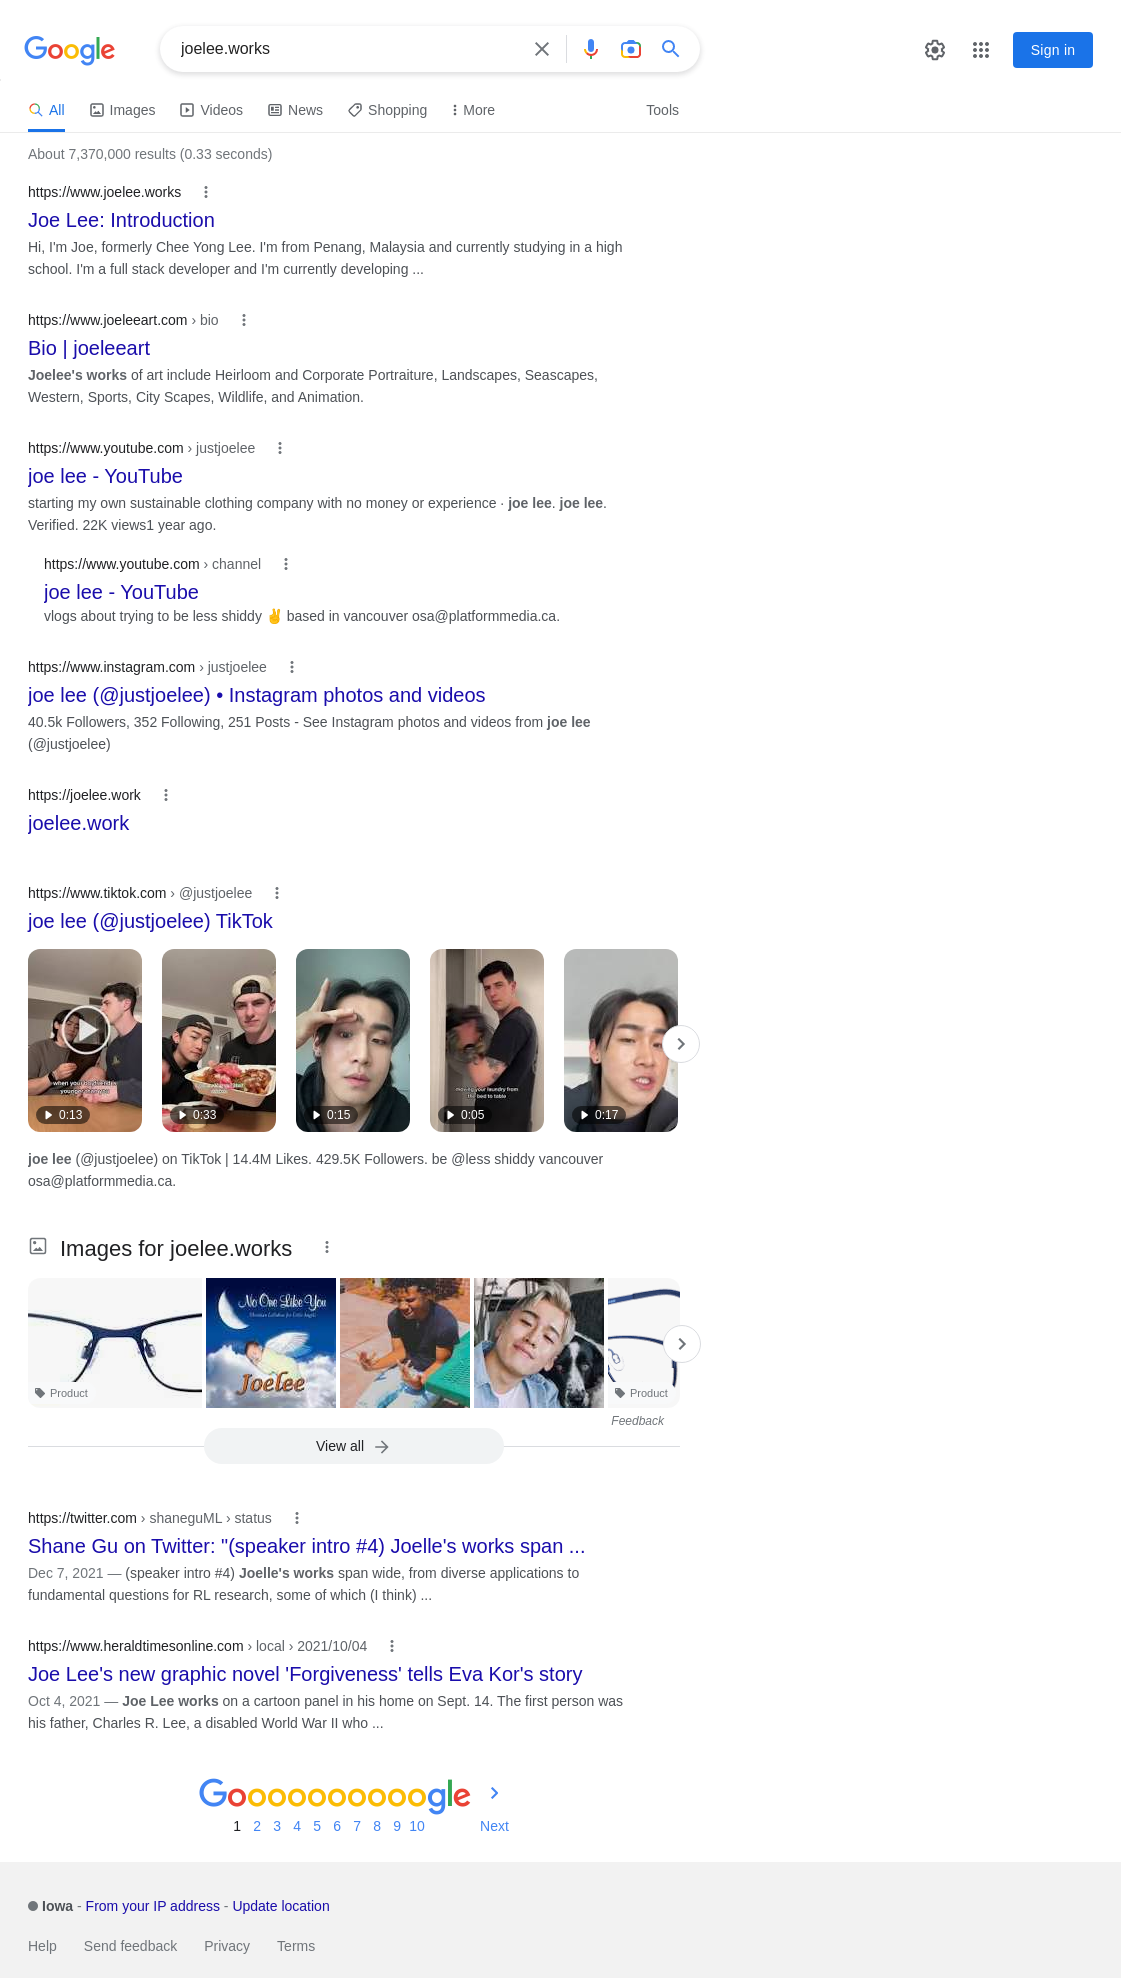 Google
joelee.works
Sign in
All
Images
Videos
News
Shopping
More
Tools
About 7,370,000 results (0.33 seconds)
https://www.joelee.works
Joe Lee: Introduction
Hi, I'm Joe, formerly Chee Yong Lee. I'm from Penang, Malaysia and currently studying in a high
school. I'm a full stack developer and I'm currently developing ...
https://www.joeleeart.com › bio
Bio | joeleeart
Joelee's works of art include Heirloom and Corporate Portraiture, Landscapes, Seascapes,
Western, Sports, City Scapes, Wildlife, and Animation.
https://www.youtube.com › justjoelee
joe lee - YouTube
starting my own sustainable clothing company with no money or experience · joe lee. joe lee.
Verified. 22K views1 year ago.
https://www.youtube.com › channel
joe lee - YouTube
vlogs about trying to be less shiddy ✌ based in vancouver osa@platformmedia.ca.
https://www.instagram.com › justjoelee
joe lee (@justjoelee) • Instagram photos and videos
40.5k Followers, 352 Following, 251 Posts - See Instagram photos and videos from joe lee
(@justjoelee)
https://joelee.work
joelee.work
https://www.tiktok.com › @justjoelee
joe lee (@justjoelee) TikTok
when your boyfriend is
younger than you
moving your laundry from
the bed to table
0:13
0:33
0:15
0:05
0:17
joe lee (@justjoelee) on TikTok | 14.4M Likes. 429.5K Followers. be @less shiddy vancouver
osa@platformmedia.ca.
Images for joelee.works
No One Like You
Christian Lullabies for Little Angels
Joelee
Product
Product
Feedback
View all
https://twitter.com › shaneguML › status
Shane Gu on Twitter: "(speaker intro #4) Joelle's works span ...
Dec 7, 2021 — (speaker intro #4) Joelle's works span wide, from diverse applications to
fundamental questions for RL research, some of which (I think) ...
https://www.heraldtimesonline.com › local › 2021/10/04
Joe Lee's new graphic novel 'Forgiveness' tells Eva Kor's story
Oct 4, 2021 — Joe Lee works on a cartoon panel in his home on Sept. 14. The first person was
his father, Charles R. Lee, a disabled World War II who ...
Goooooooooogle
1 2 3 4 5 6 7 8 9 10 Next
Iowa - From your IP address - Update location
Help Send feedback Privacy Terms